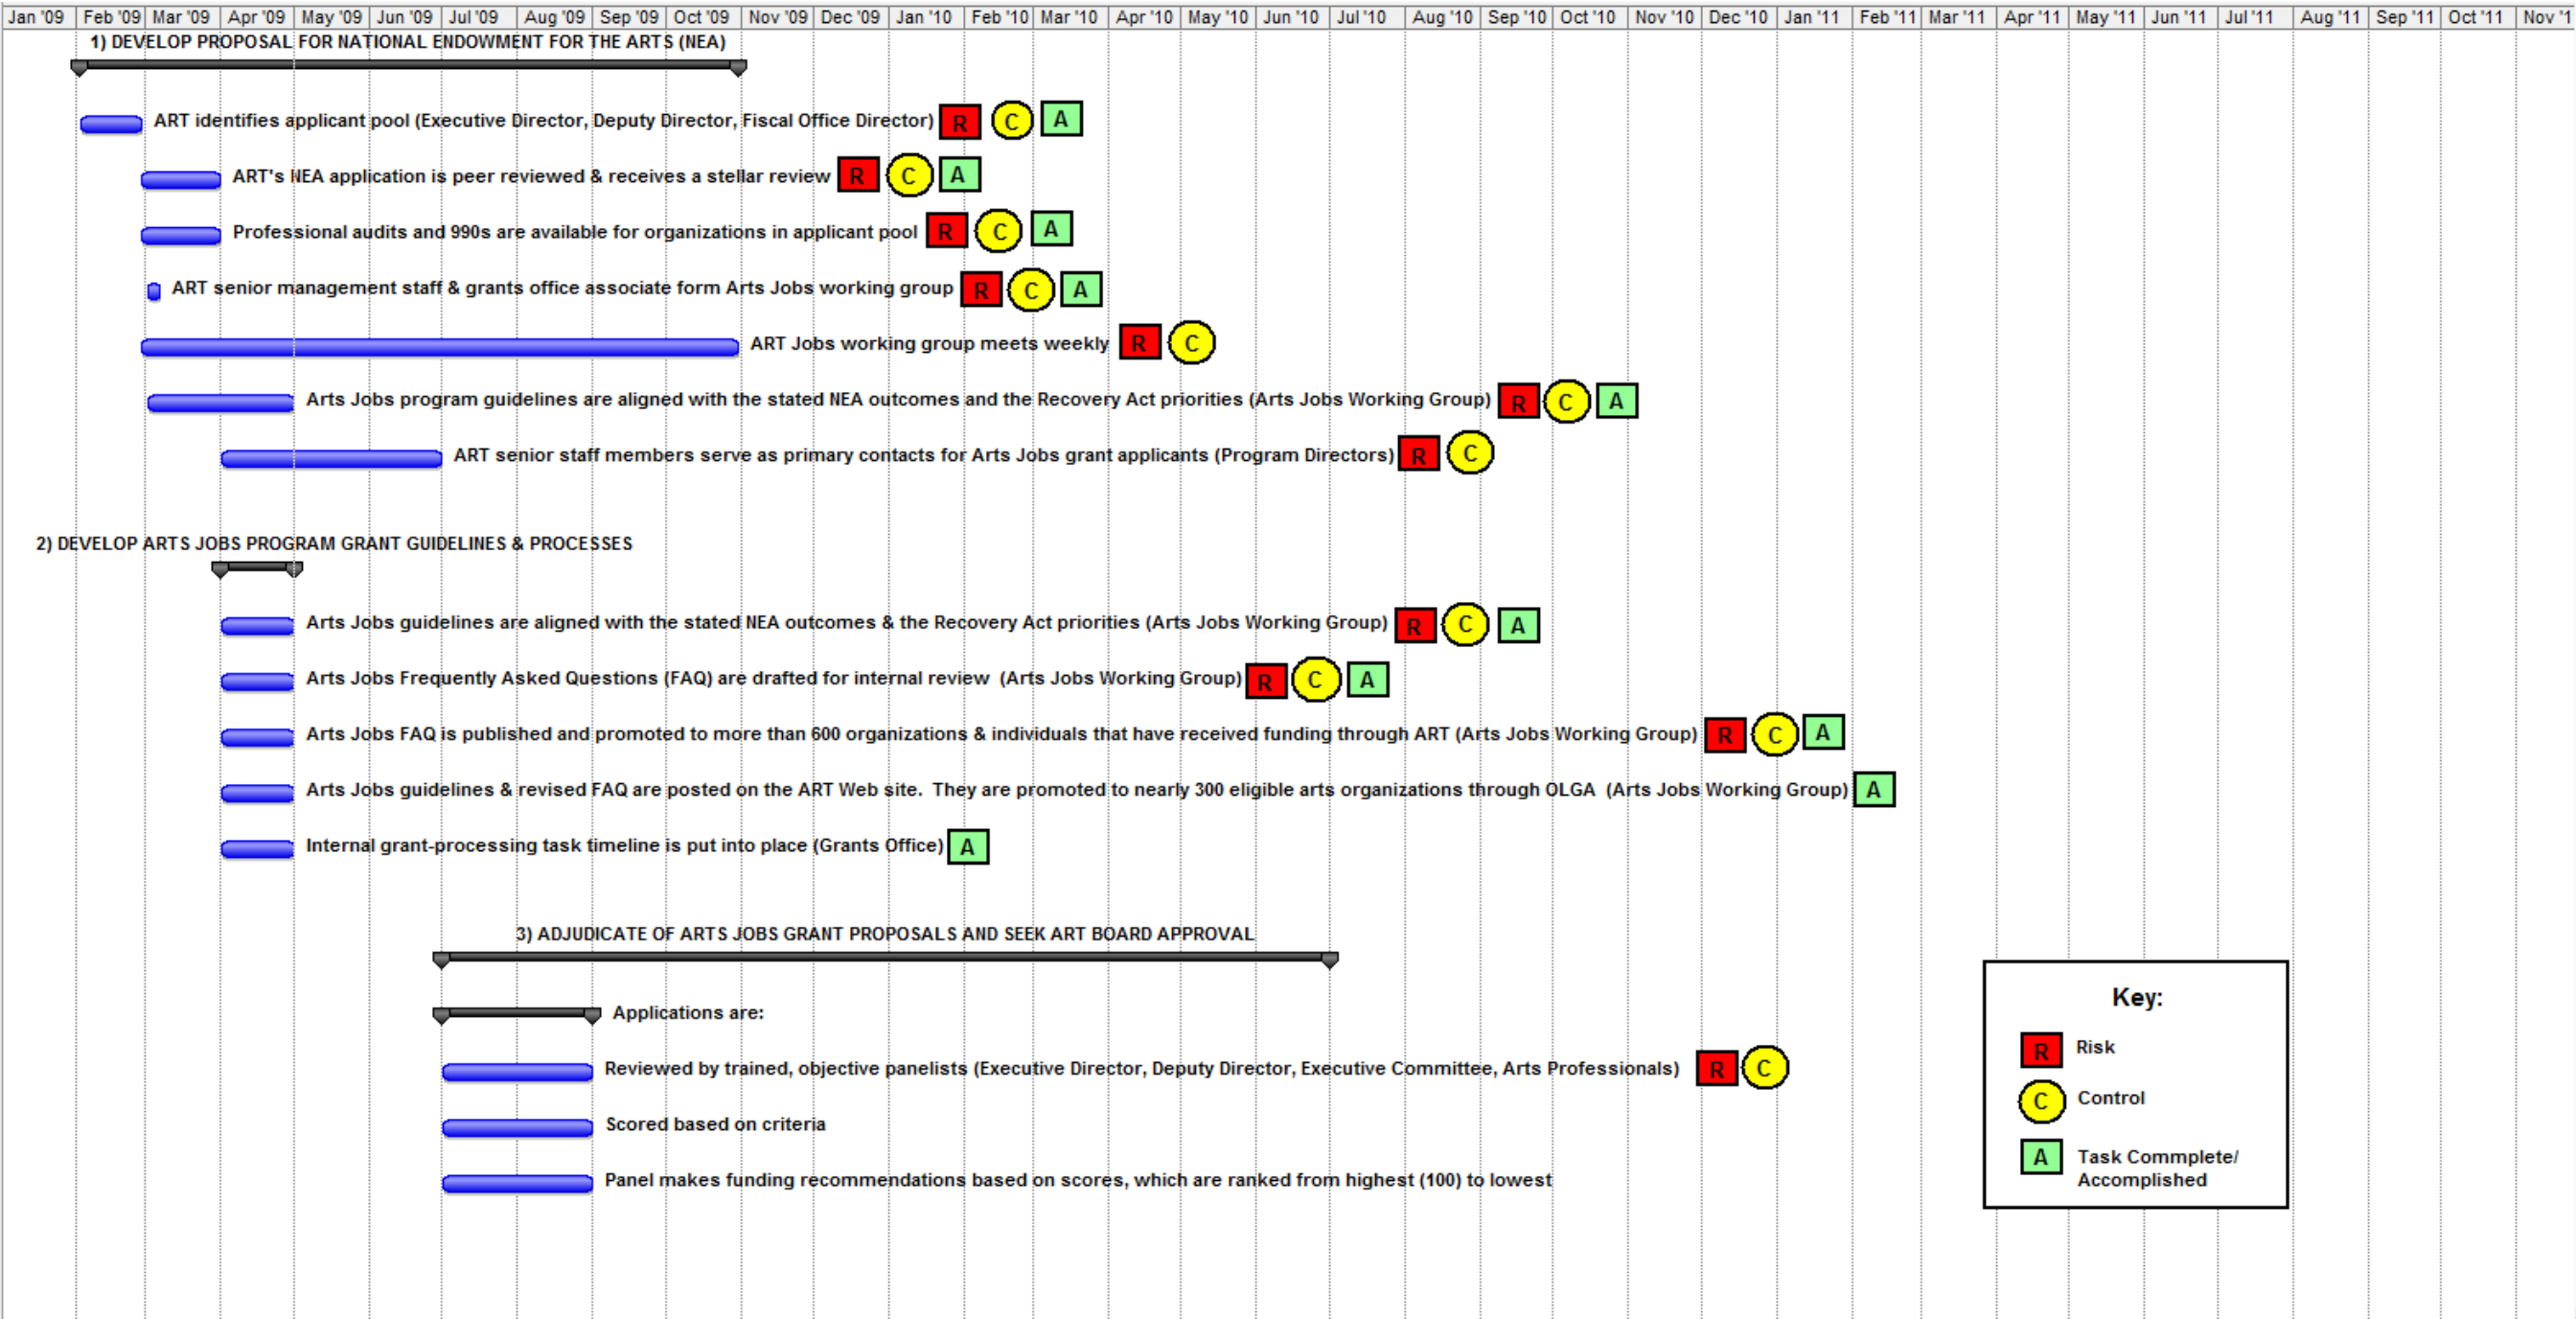 Jan '09 Feb '09 Mar '09 Apr '09 May '09 Jun '09 Jul '09 Aug '09 Sep '09 Oct '09 Nov '09 Dec '09 Jan '10 Feb '10 Mar '10 Apr '10 May '10 Jun '10 Jul '10 Aug '10 Sep '10 Oct '10 Nov '10 Dec '10 Jan '11 Feb '11 Mar '11 Apr '11 May '11 Jun '11 Jul '11 Aug '11 Sep '11 Oct '11 Nov '1
1) DEVELOP PROPOSAL FOR NATIONAL ENDOWMENT FOR THE ARTS (NEA)
ART identifies applicant pool (Executive Director, Deputy Director, Fiscal Office Director) R C A
ART's NEA application is peer reviewed & receives a stellar review R C A
Professional audits and 990s are available for organizations in applicant pool R C A
ART senior management staff & grants office associate form Arts Jobs working group R C A
ART Jobs working group meets weekly R C
Arts Jobs program guidelines are aligned with the stated NEA outcomes and the Recovery Act priorities (Arts Jobs Working Group) R C A
ART senior staff members serve as primary contacts for Arts Jobs grant applicants (Program Directors) R C
2) DEVELOP ARTS JOBS PROGRAM GRANT GUIDELINES & PROCESSES
Arts Jobs guidelines are aligned with the stated NEA outcomes & the Recovery Act priorities (Arts Jobs Working Group) R C A
Arts Jobs Frequently Asked Questions (FAQ) are drafted for internal review (Arts Jobs Working Group) R C A
Arts Jobs FAQ is published and promoted to more than 600 organizations & individuals that have received funding through ART (Arts Jobs Working Group) R C A
Arts Jobs guidelines & revised FAQ are posted on the ART Web site. They are promoted to nearly 300 eligible arts organizations through OLGA (Arts Jobs Working Group) A
Internal grant-processing task timeline is put into place (Grants Office) A
3) ADJUDICATE OF ARTS JOBS GRANT PROPOSALS AND SEEK ART BOARD APPROVAL
Applications are:
Reviewed by trained, objective panelists (Executive Director, Deputy Director, Executive Committee, Arts Professionals) R C
Scored based on criteria
Panel makes funding recommendations based on scores, which are ranked from highest (100) to lowest
Key:
R Risk
C Control
A Task Commplete/
Accomplished